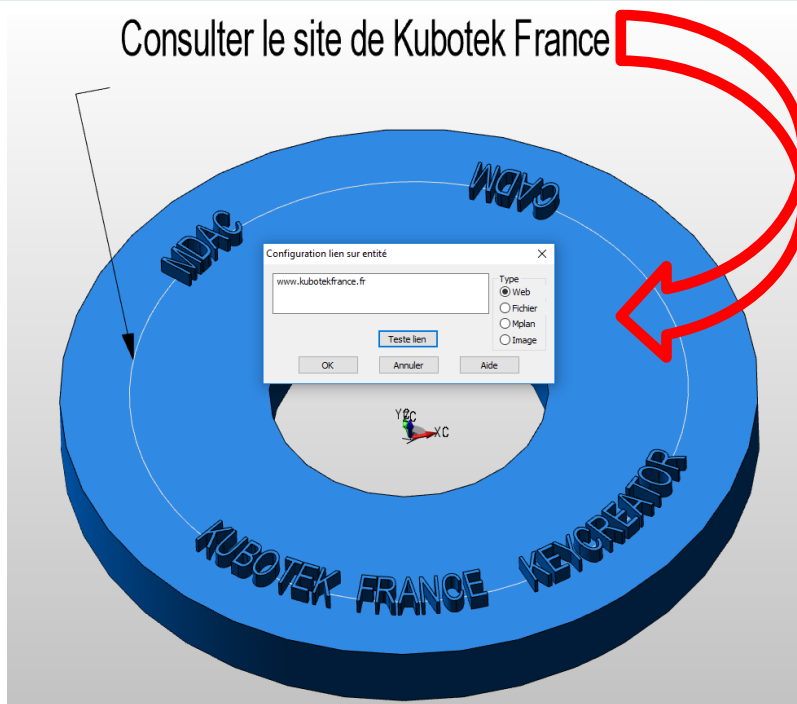 Consulter le site de Kubotek France
MDAC
CADM
Configuration lien sur entité
www.kubotekfrance.fr
Type
Web
Fichier
Mplan
Image
Teste lien
OK
Annuler
Aide
XC
KUBOTEK FRANCE KEYCREATOR